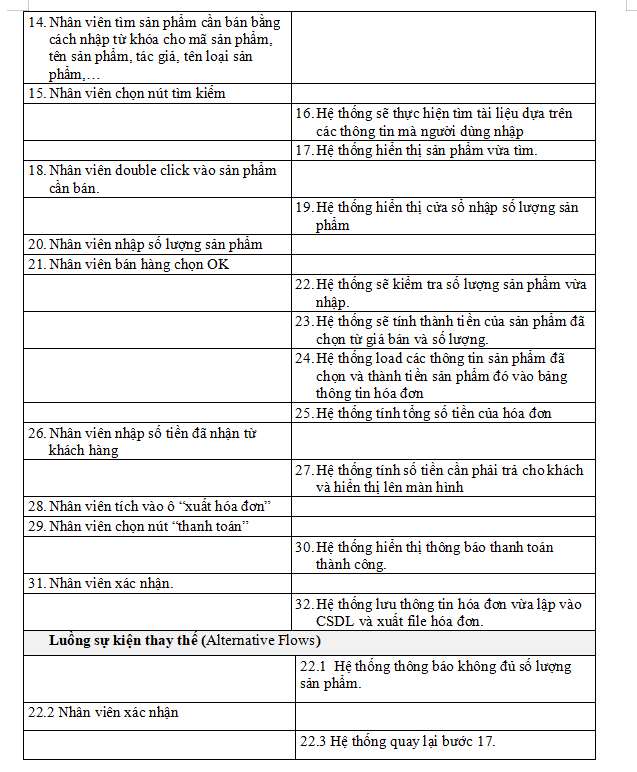 14. Nhân viên tìm sản phẩm cần bán bằng
cách nhập từ khóa cho mã sản phẩm,
tên sản phẩm, tác giả, tên loại sản
phẩm,…
15. Nhân viên chọn nút tìm kiếm
16. Hệ thống sẽ thực hiện tìm tài liệu dựa trên
các thông tin mà người dùng nhập
17. Hệ thống hiển thị sản phẩm vừa tìm.
18. Nhân viên double click vào sản phẩm
cần bán.
19. Hệ thống hiển thị cửa sổ nhập số lượng sản
phẩm
20. Nhân viên nhập số lượng sản phẩm
21. Nhân viên bán hàng chọn OK
22. Hệ thống sẽ kiểm tra số lượng sản phẩm vừa
nhập.
23. Hệ thống sẽ tính thành tiền của sản phẩm đã
chọn từ giá bán và số lượng.
24. Hệ thống load các thông tin sản phẩm đã
chọn và thành tiền sản phẩm đó vào bảng
thông tin hóa đơn
25. Hệ thống tính tổng số tiền của hóa đơn
26. Nhân viên nhập số tiền đã nhận từ
khách hàng
27. Hệ thống tính số tiền cần phải trả cho khách
và hiển thị lên màn hình
28. Nhân viên tích vào ô “xuất hóa đơn”
29. Nhân viên chọn nút “thanh toán”
30. Hệ thống hiển thị thông báo thanh toán
thành công.
31. Nhân viên xác nhận.
32. Hệ thống lưu thông tin hóa đơn vừa lập vào
CSDL và xuất file hóa đơn.
Luồng sự kiện thay thế (Alternative Flows)
22.1 Hệ thống thông báo không đủ số lượng
sản phẩm.
22.2 Nhân viên xác nhận
22.3 Hệ thống quay lại bước 17.